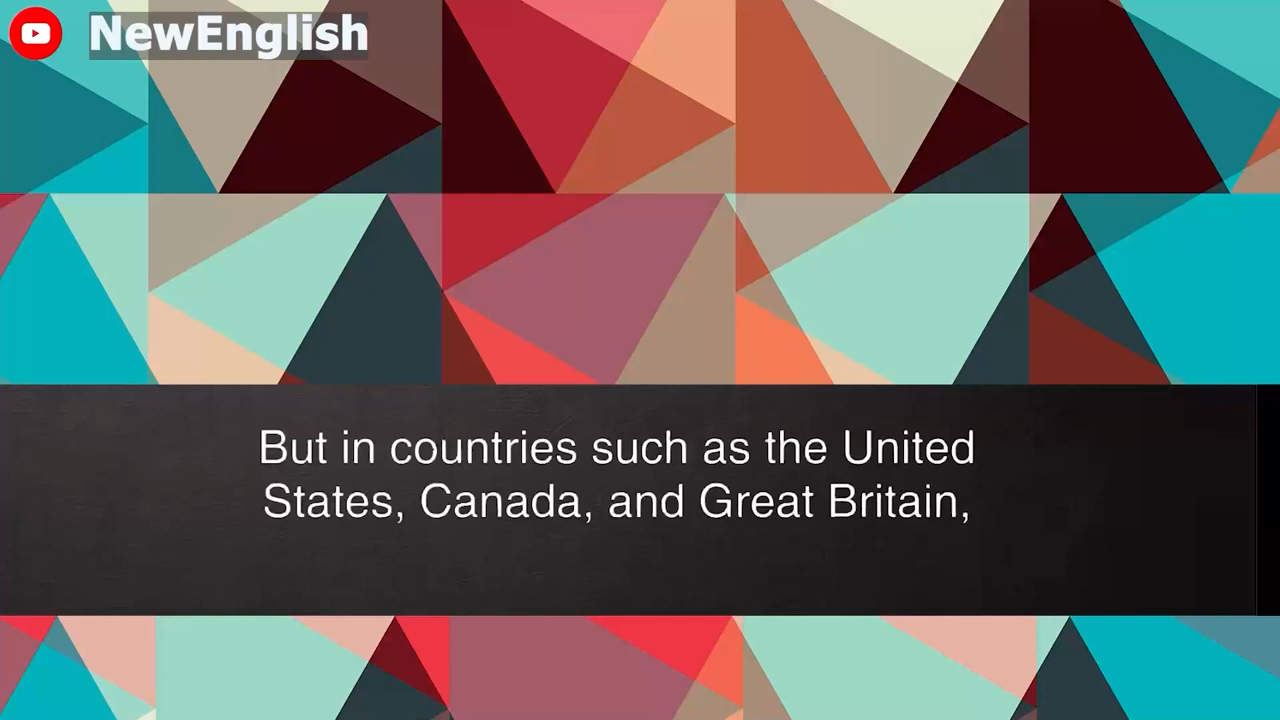 NewEnglish
But in countries such as the United
States, Canada, and Great Britain,